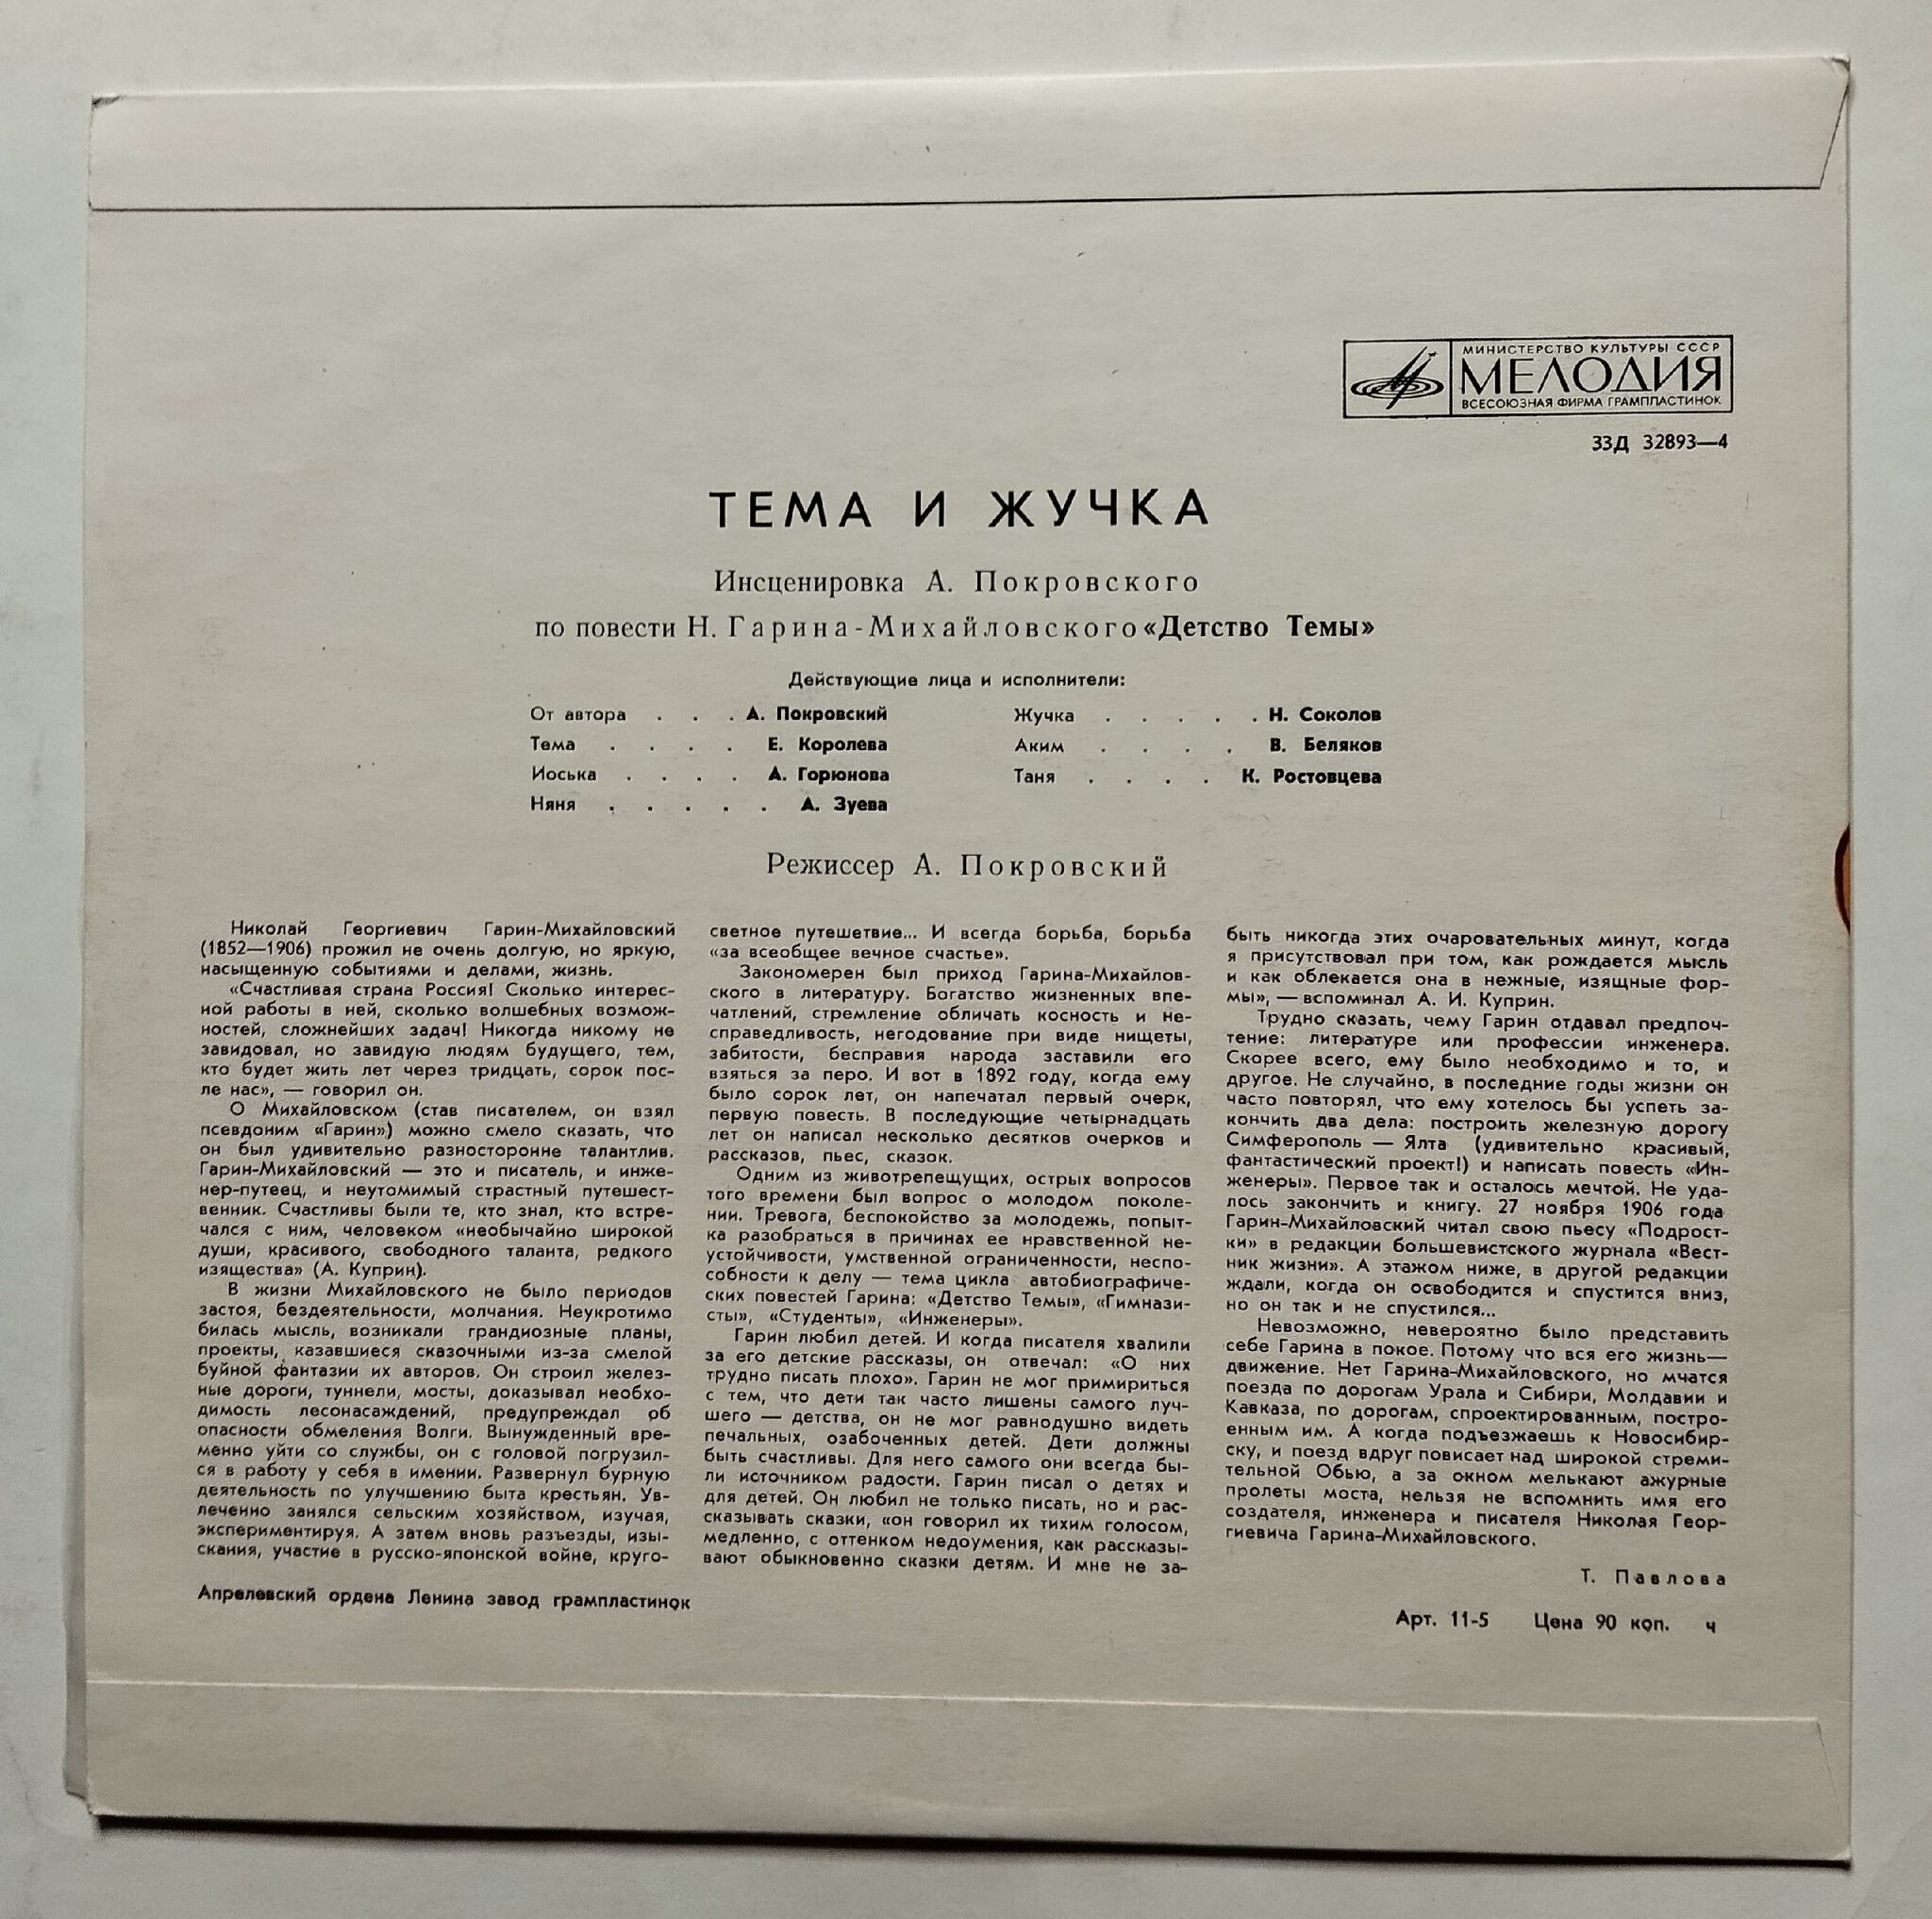 МИНИСТЕРСТВО КУЛЬТУРЫ СССР
МЕЛОДИЯ
ВСЕСОЮЗНАЯ ФИРМА ГРАМПЛАСТИНОК
33Д 32893—4
ТЕМА И ЖУЧКА
Инсценировка А. Покровского
по повести Н. Гарина-Михайловского «Детство Темы»
Действующие лица и исполнители:
От автора . . . А. Покровский
Тема . . . . Е. Королева
Иоська . . . . А. Горюнова
Няня . . . . . А. Зуева
Жучка . . . . . Н. Соколов
Аким . . . . В. Беляков
Таня . . . . К. Ростовцева
Режиссер А. Покровский
Николай Георгиевич Гарин-Михайловский
(1852—1906) прожил не очень долгую, но яркую,
насыщенную событиями и делами, жизнь.
«Счастливая страна Россия! Сколько интерес-
ной работы в ней, сколько волшебных возмож-
ностей, сложнейших задач! Никогда никому не
завидовал, но завидую людям будущего, тем,
кто будет жить лет через тридцать, сорок пос-
ле нас», — говорил он.
О Михайловском (став писателем, он взял
псевдоним «Гарин») можно смело сказать, что
он был удивительно разносторонне талантлив.
Гарин-Михайловский — это и писатель, и инже-
нер-путеец, и неутомимый страстный путешест-
венник. Счастливы были те, кто знал, кто встре-
чался с ним, человеком «необычайно широкой
души, красивого, свободного таланта, редкого
изящества» (А. Куприн).
В жизни Михайловского не было периодов
застоя, бездеятельности, молчания. Неукротимо
билась мысль, возникали грандиозные планы,
проекты, казавшиеся сказочными из-за смелой
буйной фантазии их авторов. Он строил желез-
ные дороги, туннели, мосты, доказывал необхо-
димость лесонасаждений, предупреждал об
опасности обмеления Волги. Вынужденный вре-
менно уйти со службы, он с головой погрузил-
ся в работу у себя в имении. Развернул бурную
деятельность по улучшению быта крестьян. Ув-
леченно занялся сельским хозяйством, изучая,
экспериментируя. А затем вновь разъезды, изы-
скания, участие в русско-японской войне, круго-
светное путешетвие... И всегда борьба, борьба
«за всеобщее вечное счастье».
Закономерен был приход Гарина-Михайлов-
ского в литературу. Богатство жизненных впе-
чатлений, стремление обличать косность и не-
справедливость, негодование при виде нищеты,
забитости, бесправия народа заставили его
взяться за перо. И вот в 1892 году, когда ему
было сорок лет, он напечатал первый очерк,
первую повесть. В последующие четырнадцать
лет он написал несколько десятков очерков и
рассказов, пьес, сказок.
Одним из животрепещущих, острых вопросов
того времени был вопрос о молодом поколе-
нии. Тревога, беспокойство за молодежь, попыт-
ка разобраться в причинах ее нравственной не-
устойчивости, умственной ограниченности, неспо-
собности к делу — тема цикла автобиографиче-
ских повестей Гарина: «Детство Темы», «Гимнази-
сты», «Студенты», «Инженеры».
Гарин любил детей. И когда писателя хвалили
за его детские рассказы, он отвечал: «О них
трудно писать плохо». Гарин не мог примириться
с тем, что дети так часто лишены самого луч-
шего — детства, он не мог равнодушно видеть
печальных, озабоченных детей. Дети должны
быть счастливы. Для него самого они всегда бы-
ли источником радости. Гарин писал о детях и
для детей. Он любил не только писать, но и рас-
сказывать сказки, «он говорил их тихим голосом,
медленно, с оттенком недоумения, как рассказы-
вают обыкновенно сказки детям. И мне не за-
быть никогда этих очаровательных минут, когда
я присутствовал при том, как рождается мысль
и как облекается она в нежные, изящные фор-
мы», — вспоминал А. И. Куприн.
Трудно сказать, чему Гарин отдавал предпоч-
тение: литературе или профессии инженера.
Скорее всего, ему было необходимо и то, и
другое. Не случайно, в последние годы жизни он
часто повторял, что ему хотелось бы успеть за-
кончить два дела: построить железную дорогу
Симферополь — Ялта (удивительно красивый,
фантастический проект!) и написать повесть «Ин-
женеры». Первое так и осталось мечтой. Не уда-
лось закончить и книгу. 27 ноября 1906 года
Гарин-Михайловский читал свою пьесу «Подрост-
ки» в редакции большевистского журнала «Вест-
ник жизни». А этажом ниже, в другой редакции
ждали, когда он освободится и спустится вниз,
но он так и не спустился...
Невозможно, невероятно было представить
себе Гарина в покое. Потому что вся его жизнь—
движение. Нет Гарина-Михайловского, но мчатся
поезда по дорогам Урала и Сибири, Молдавии и
Кавказа, по дорогам, спроектированным, постро-
енным им. А когда подъезжаешь к Новосибир-
ску, и поезд вдруг повисает над широкой стреми-
тельной Обью, а за окном мелькают ажурные
пролеты моста, нельзя не вспомнить имя его
создателя, инженера и писателя Николая Геор-
гиевича Гарина-Михайловского.
Т. Павлова
Апрелевский ордена Ленина завод грампластинок
Арт. 11-5 Цена 90 коп. ч